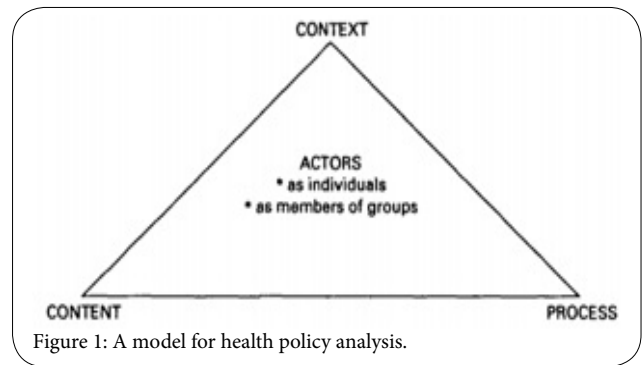 CONTEXT
ACTORS
• as individuals
• as members of groups
CONTENT PROCESS
Figure 1: A model for health policy analysis.